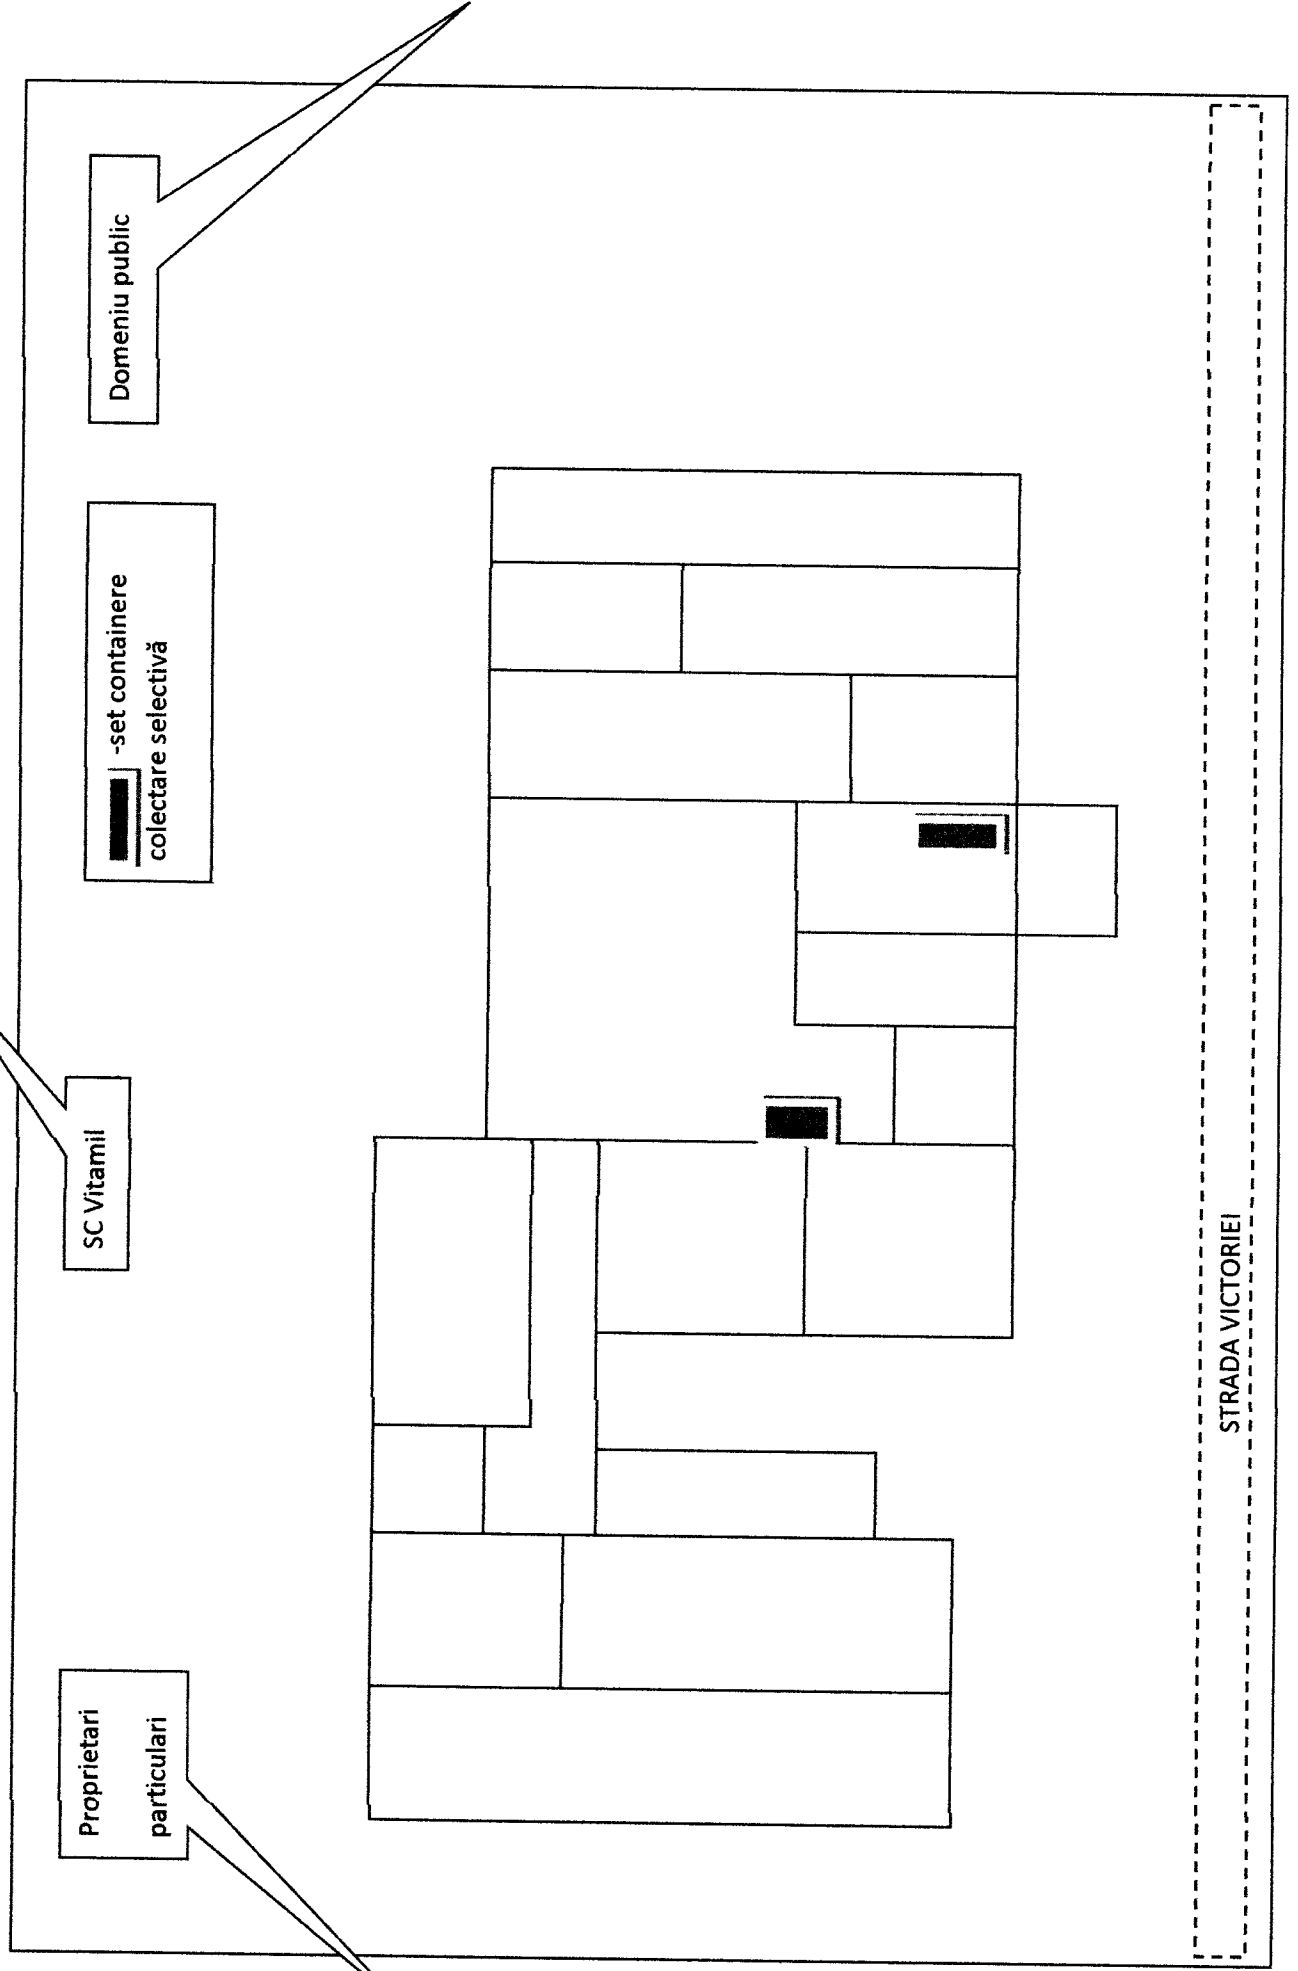 Proprietari
particulari
SC Vitamil
-set containere
colectare selectivă
Domeniu public
STRADA VICTORIEI